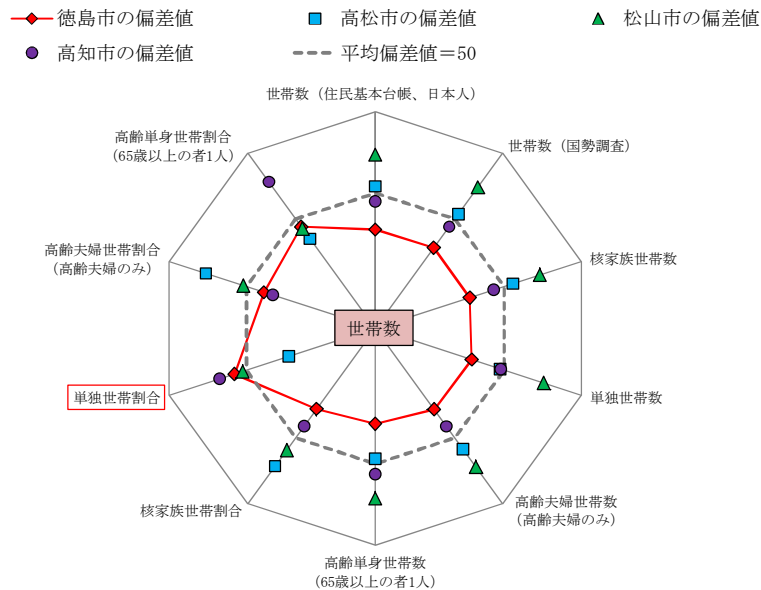 徳島市の偏差値
高松市の偏差値
松山市の偏差値
高知市の偏差値
平均偏差値＝50
世帯数（住民基本台帳、日本人）
世帯数（国勢調査）
核家族世帯数
単独世帯数
高齢夫婦世帯数
（高齢夫婦のみ）
高齢単身世帯数
（65歳以上の者1人）
核家族世帯割合
単独世帯割合
高齢夫婦世帯割合
（高齢夫婦のみ）
高齢単身世帯割合
（65歳以上の者1人）
世帯数